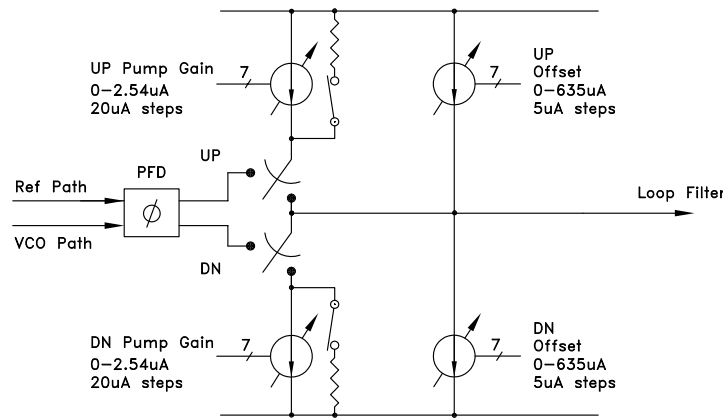 UP Pump Gain
0-2.54uA
20uA steps
7
7
UP
Offset
0-635uA
5uA steps
UP
PFD
Ref Path
VCO Path
ϕ
Loop Filter
DN
DN Pump Gain
0-2.54uA
20uA steps
7
7
DN
Offset
0-635uA
5uA steps